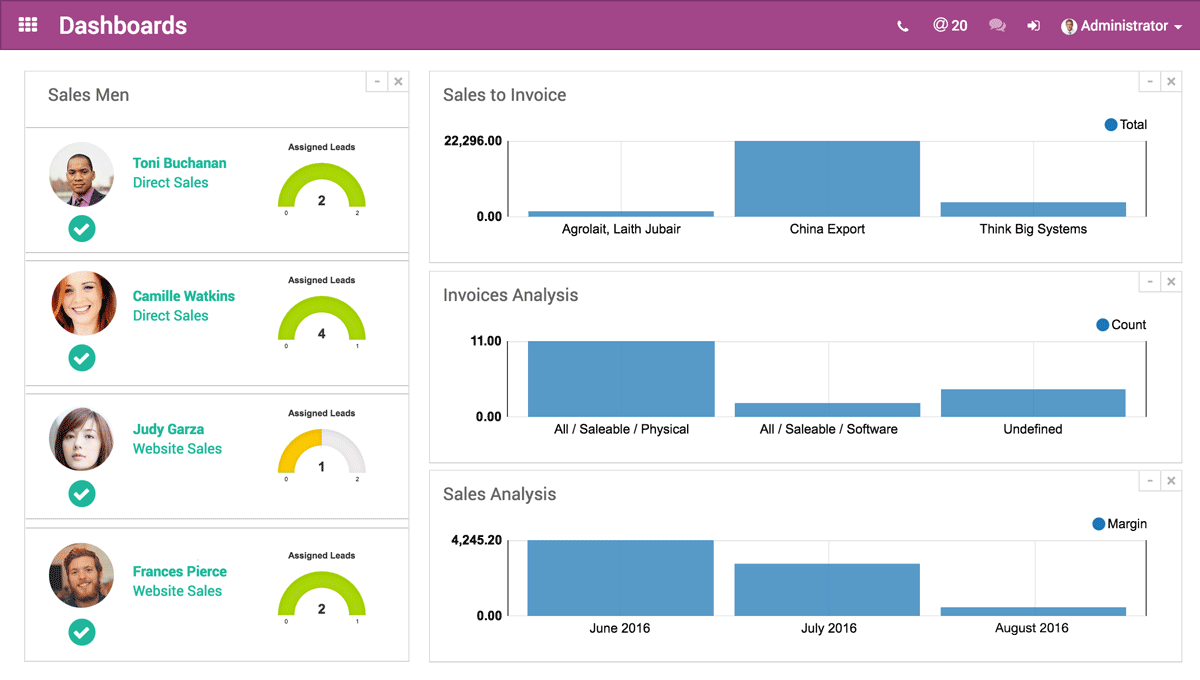 Dashboards
@ 20
Administrator
Sales Men
Toni Buchanan
Direct Sales
Assigned Leads
2
0 2
Camille Watkins
Direct Sales
Assigned Leads
4
0 1
Judy Garza
Website Sales
Assigned Leads
1
0 2
Frances Pierce
Website Sales
Assigned Leads
2
0 1
Sales to Invoice
Total
22,296.00
0.00
Agrolait, Laith Jubair China Export Think Big Systems
Invoices Analysis
Count
11.00
0.00
All / Saleable / Physical All / Saleable / Software Undefined
Sales Analysis
Margin
4,245.20
0.00
June 2016 July 2016 August 2016